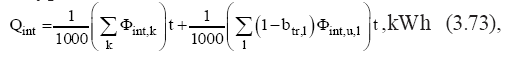 Q_int = 1/1000 (∑_k Φ_int,k) t + 1/1000 (∑_l (1−b_tr,l) Φ_int,u,l) t ,kWh (3.73),